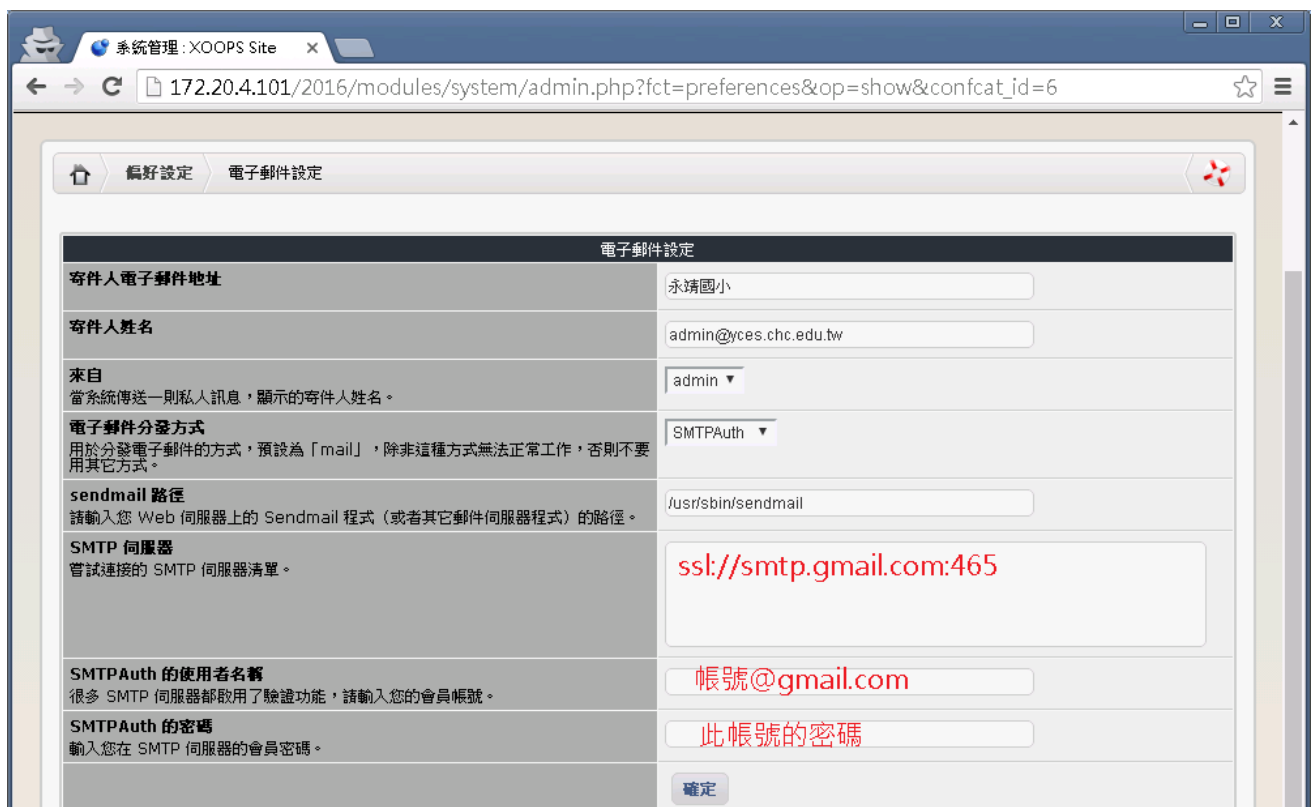 系統管理 : XOOPS Site
172.20.4.101/2016/modules/system/admin.php?fct=preferences&op=show&confcat_id=6
偏好設定 電子郵件設定
電子郵件設定
寄件人電子郵件地址
永靖國小
寄件人姓名
admin@yces.chc.edu.tw
來自
當系統傳送一則私人訊息，顯示的寄件人姓名。
admin
電子郵件分發方式
用於分發電子郵件的方式，預設為「mail」，除非這種方式無法正常工作，否則不要
用其它方式。
SMTPAuth
sendmail 路徑
請輸入您 Web 伺服器上的 Sendmail 程式（或者其它郵件伺服器程式）的路徑。
/usr/sbin/sendmail
SMTP 伺服器
嘗試連接的 SMTP 伺服器清單。
ssl://smtp.gmail.com:465
SMTPAuth 的使用者名稱
很多 SMTP 伺服器都啟用了驗證功能，請輸入您的會員帳號。
帳號@gmail.com
SMTPAuth 的密碼
輸入您在 SMTP 伺服器的會員密碼。
此帳號的密碼
確定